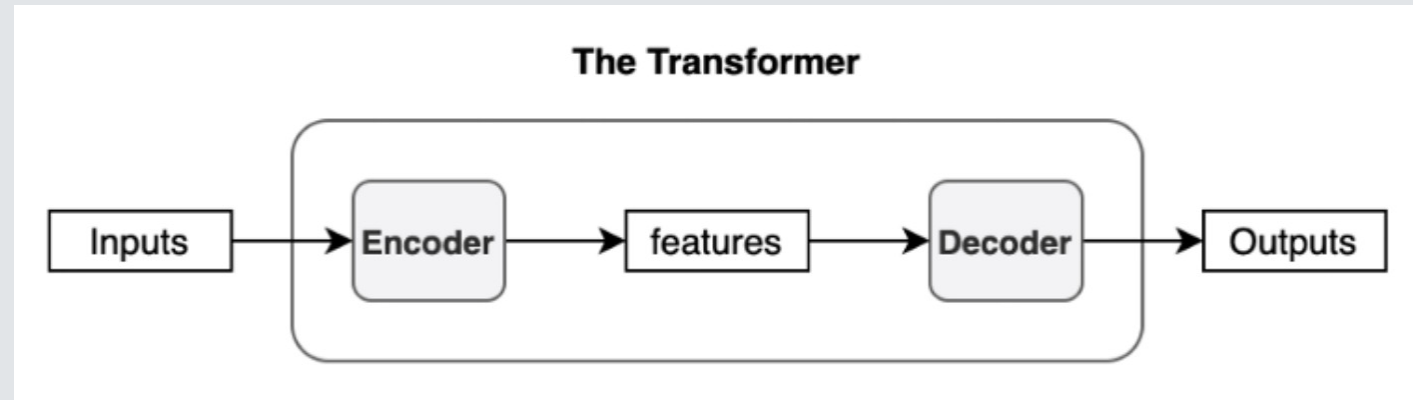 The Transformer
Inputs
Encoder
features
Decoder
Outputs